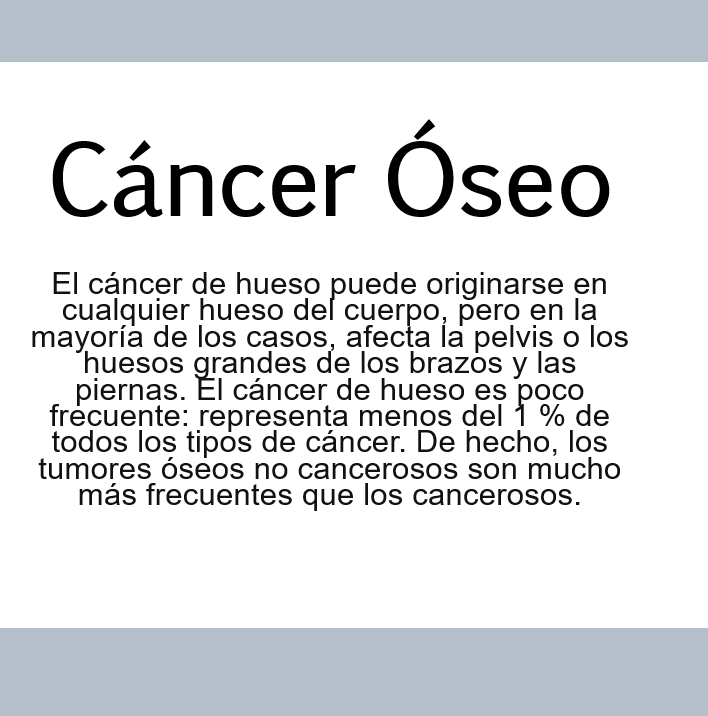 Cáncer Óseo
El cáncer de hueso puede originarse en
cualquier hueso del cuerpo, pero en la
mayoría de los casos, afecta la pelvis o los
huesos grandes de los brazos y las
piernas. El cáncer de hueso es poco
frecuente: representa menos del 1 % de
todos los tipos de cáncer. De hecho, los
tumores óseos no cancerosos son mucho
más frecuentes que los cancerosos.